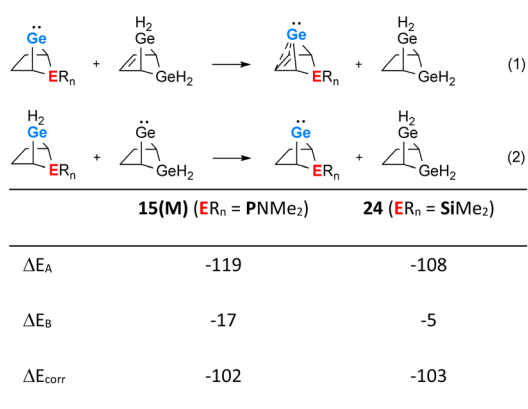 H2
Ge
Ge
Ge
H2
Ge
ERn + GeH2 ERn + GeH2 (1)
H2
Ge
Ge
Ge
H2
Ge
ERn + GeH2 ERn + GeH2 (2)
15(M) (ERn = PNMe2) 24 (ERn = SiMe2)
ΔEA -119 -108
ΔEB -17 -5
ΔEcorr -102 -103